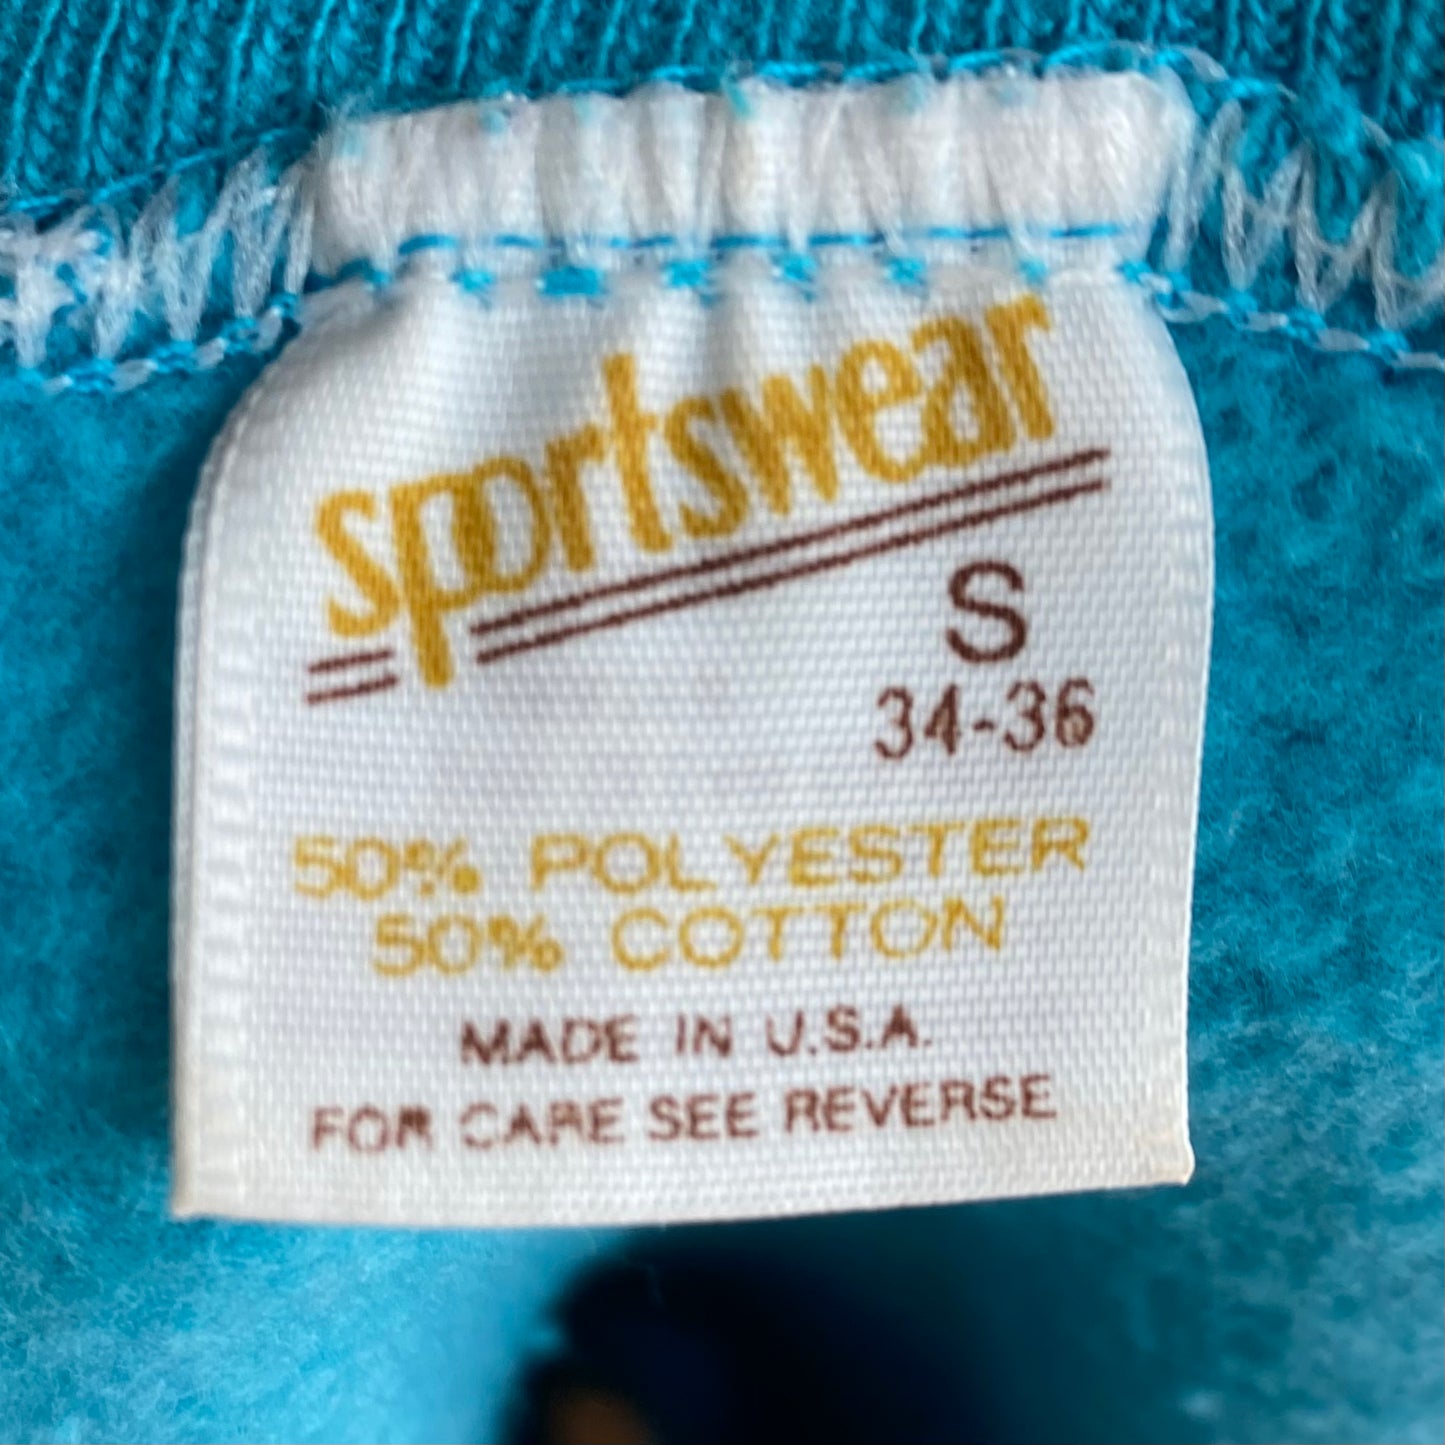 sportswear
S
34-36
50% POLYESTER
50% COTTON
MADE IN U.S.A.
FOR CARE SEE REVERSE